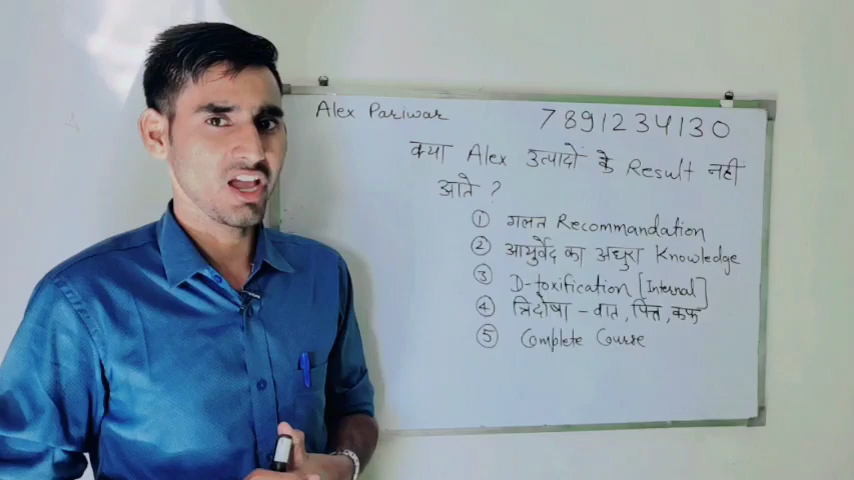 Alex Pariwar
7891234130
क्या Alex उत्पादों के Result नहीं
आते ?
① गलत Recommandation
② आयुर्वेद का अधुरा Knowledge
③ D-toxification [Internal]
④ त्रिदोषा - वात, पित्त, कफ
⑤ Complete Course